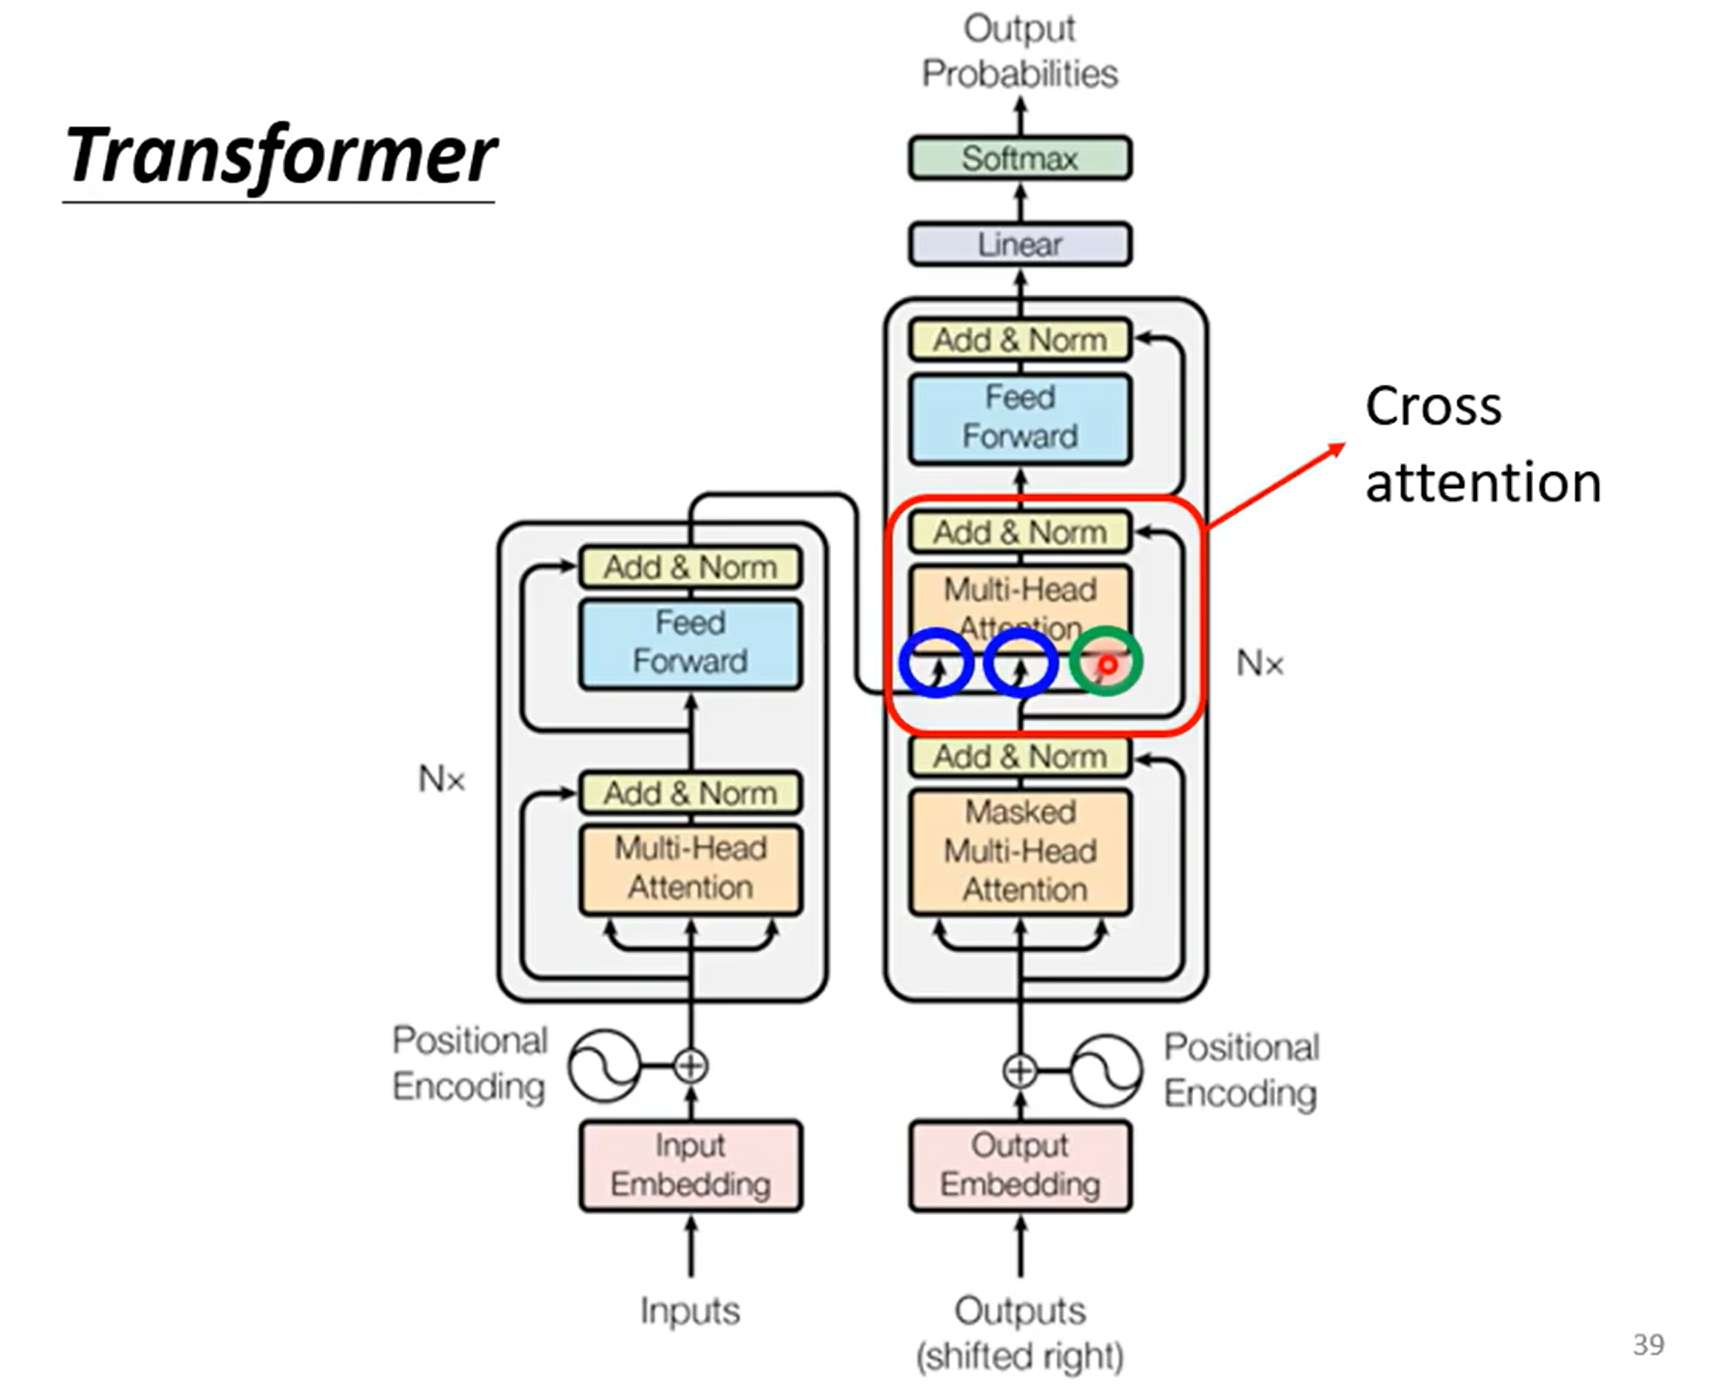 Transformer
Output
Probabilities
Softmax
Linear
Add & Norm
Feed
Forward
Cross
attention
Add & Norm
Multi-Head
Attention
Nx
Add & Norm
Masked
Multi-Head
Attention
Add & Norm
Feed
Forward
Nx
Add & Norm
Multi-Head
Attention
Positional
Encoding
Positional
Encoding
Input
Embedding
Output
Embedding
Inputs
Outputs
(shifted right)
39